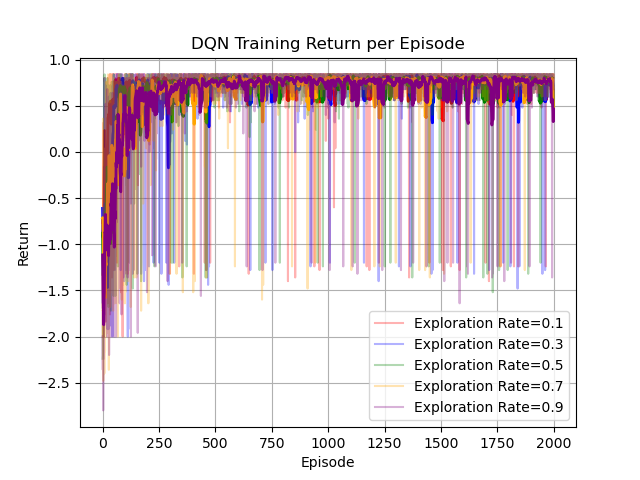 DQN Training Return per Episode
1.0
0.5
0.0
−0.5
−1.0
−1.5
−2.0
−2.5
Return
Exploration Rate=0.1
Exploration Rate=0.3
Exploration Rate=0.5
Exploration Rate=0.7
Exploration Rate=0.9
0 250 500 750 1000 1250 1500 1750 2000
Episode